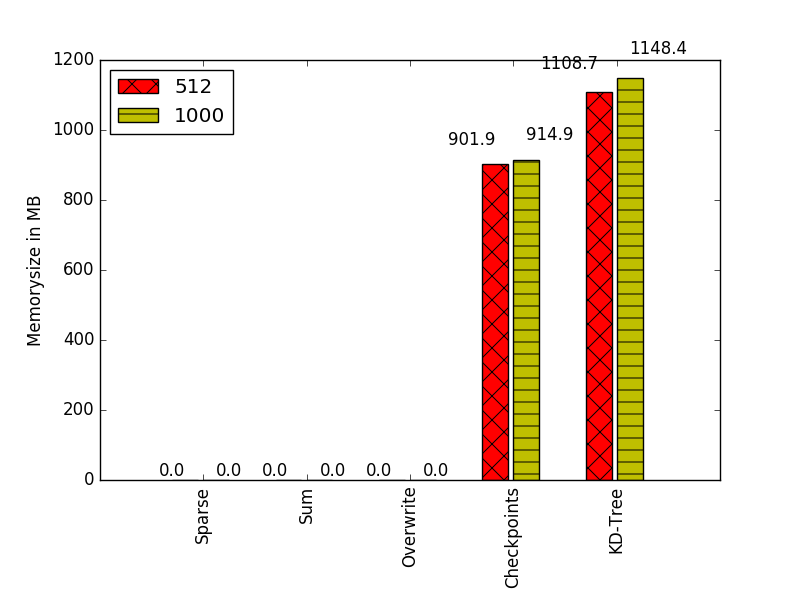 1148.4
1108.7
1200
512
1000
1000
901.9
914.9
800
600
400
200
0
Memorysize in MB
0.0 0.0 0.0 0.0 0.0 0.0
Sparse
Sum
Overwrite
Checkpoints
KD-Tree